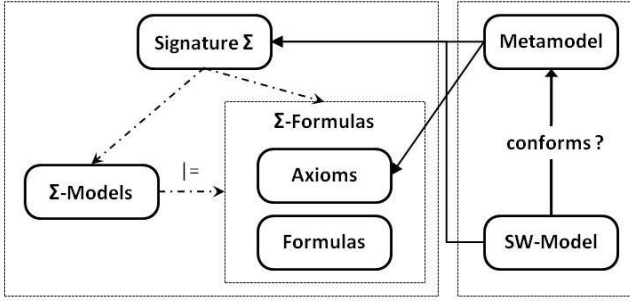 Signature Σ
Metamodel
Σ-Formulas
conforms ?
|=
Axioms
Σ-Models
Formulas
SW-Model